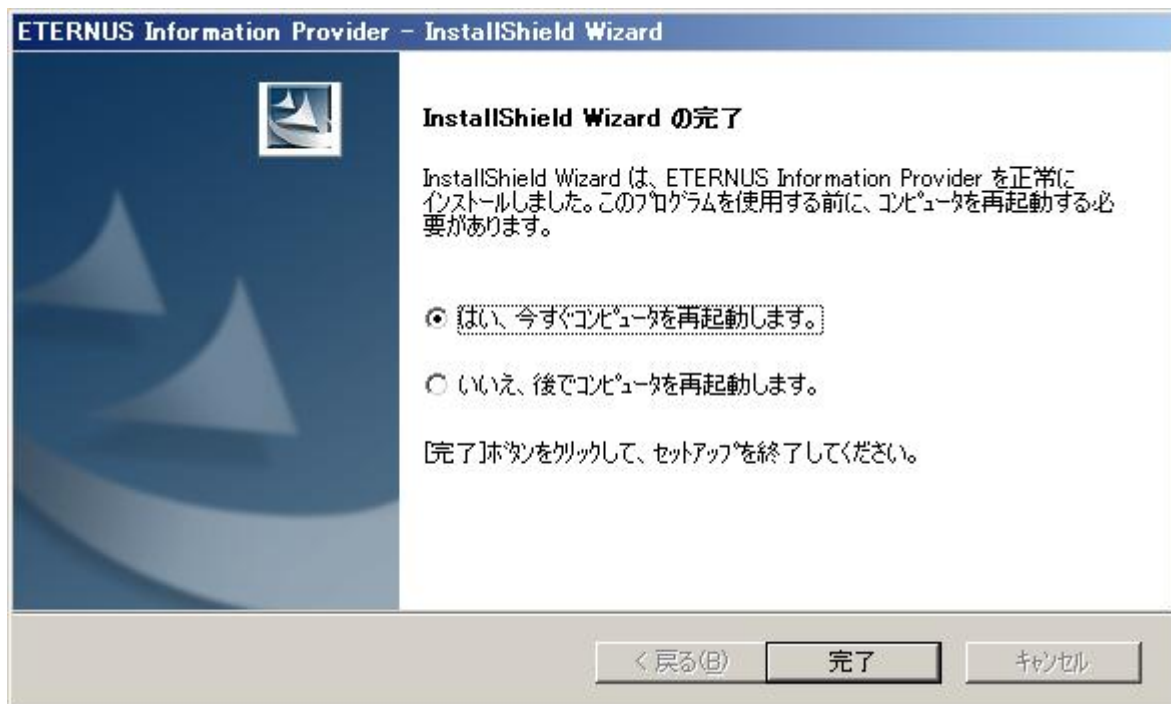 ETERNUS Information Provider - InstallShield Wizard
InstallShield Wizard の完了
InstallShield Wizard は、ETERNUS Information Provider を正常に
インストールしました。このプログラムを使用する前に、コンピュータを再起動する必
要があります。
はい、今すぐコンピュータを再起動します。
いいえ、後でコンピュータを再起動します。
[完了]ボタンをクリックして、セットアップを終了してください。
< 戻る(B)
完了
キャンセル